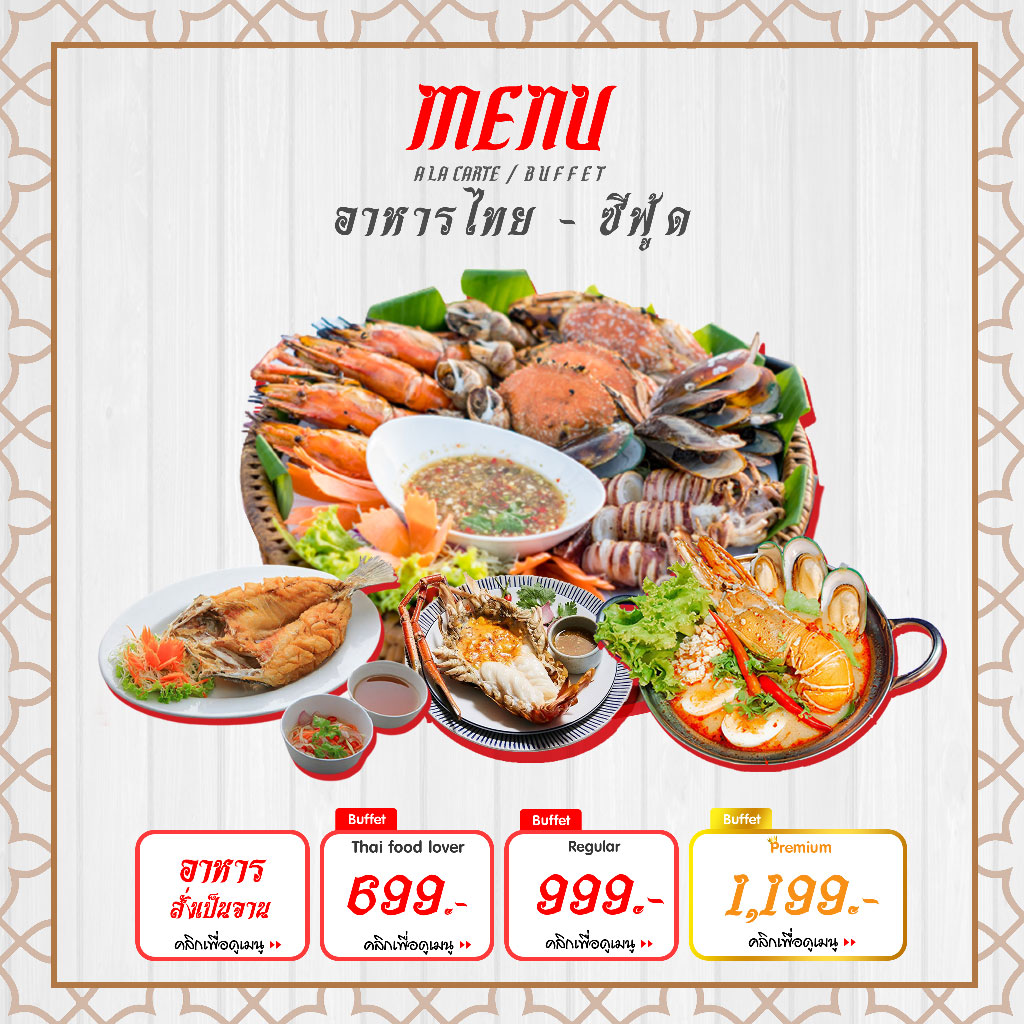 MENU
A LA CARTE / BUFFET
อาหารไทย - ซีฟู้ด
อาหาร
สั่งเป็นจาน
คลิกเพื่อดูเมนู
Buffet
Thai food lover
699.-
คลิกเพื่อดูเมนู
Buffet
Regular
999.-
คลิกเพื่อดูเมนู
Buffet
Premium
1,199.-
คลิกเพื่อดูเมนู